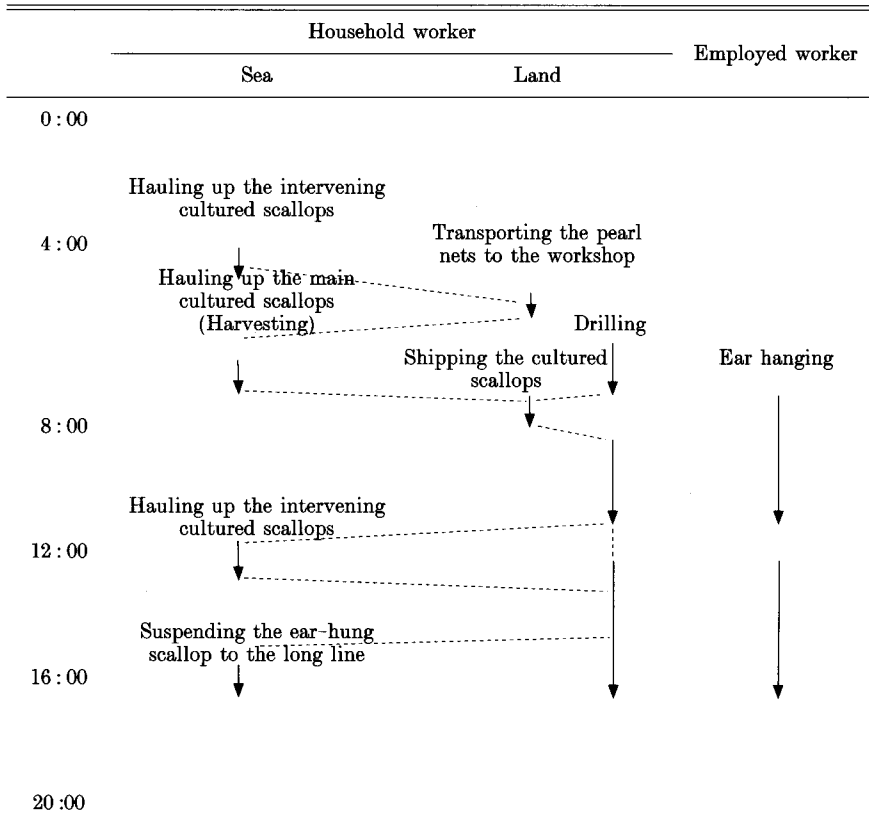 Household worker
Employed worker
Sea
Land
0 : 00
Hauling up the intervening
cultured scallops
4 : 00
Transporting the pearl
nets to the workshop
Hauling up the main
cultured scallops
(Harvesting)
Drilling
Shipping the cultured
scallops
Ear hanging
8 : 00
Hauling up the intervening
cultured scallops
12 : 00
Suspending the ear-hung
scallop to the long line
16 : 00
20 :00